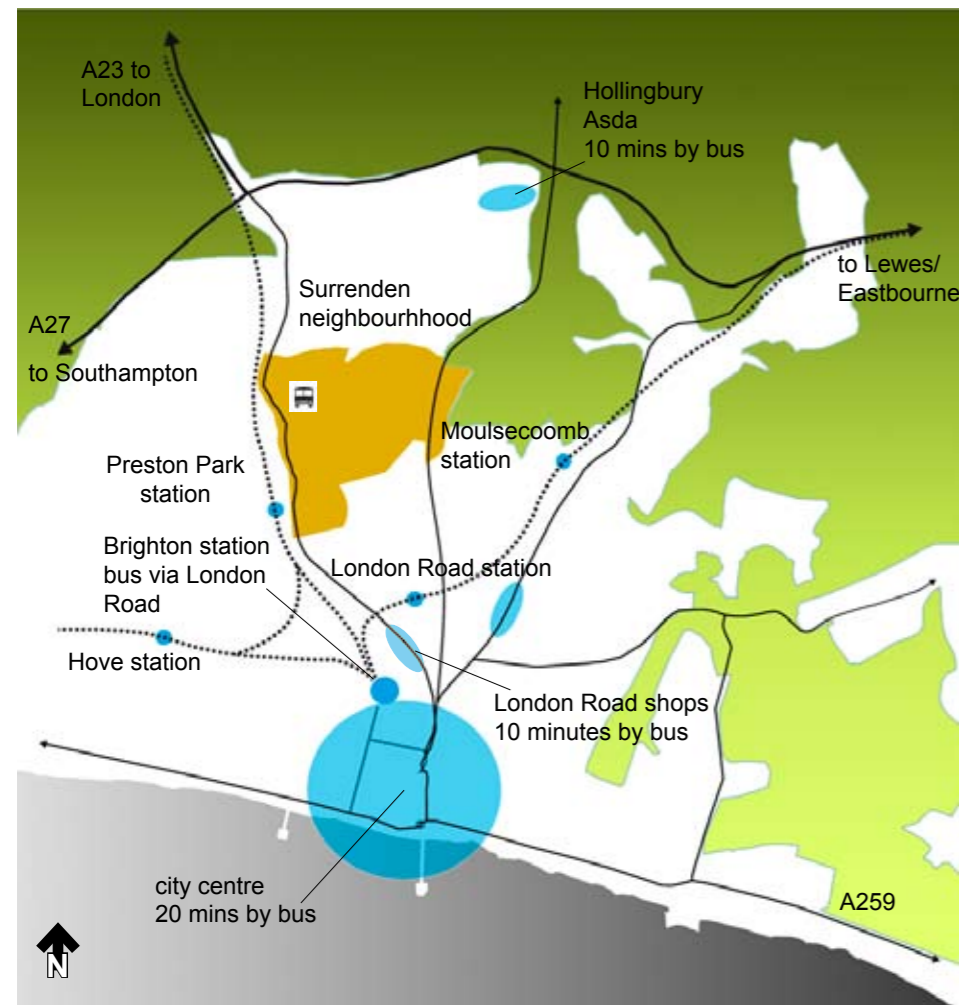 A23 to
London
Hollingbury
Asda
10 mins by bus
to Lewes/
Eastbourne
Surrenden
neighbourhhood
A27
to Southampton
Moulsecoomb
station
Preston Park
station
Brighton station
bus via London
Road
London Road station
Hove station
London Road shops
10 minutes by bus
city centre
20 mins by bus
A259
N